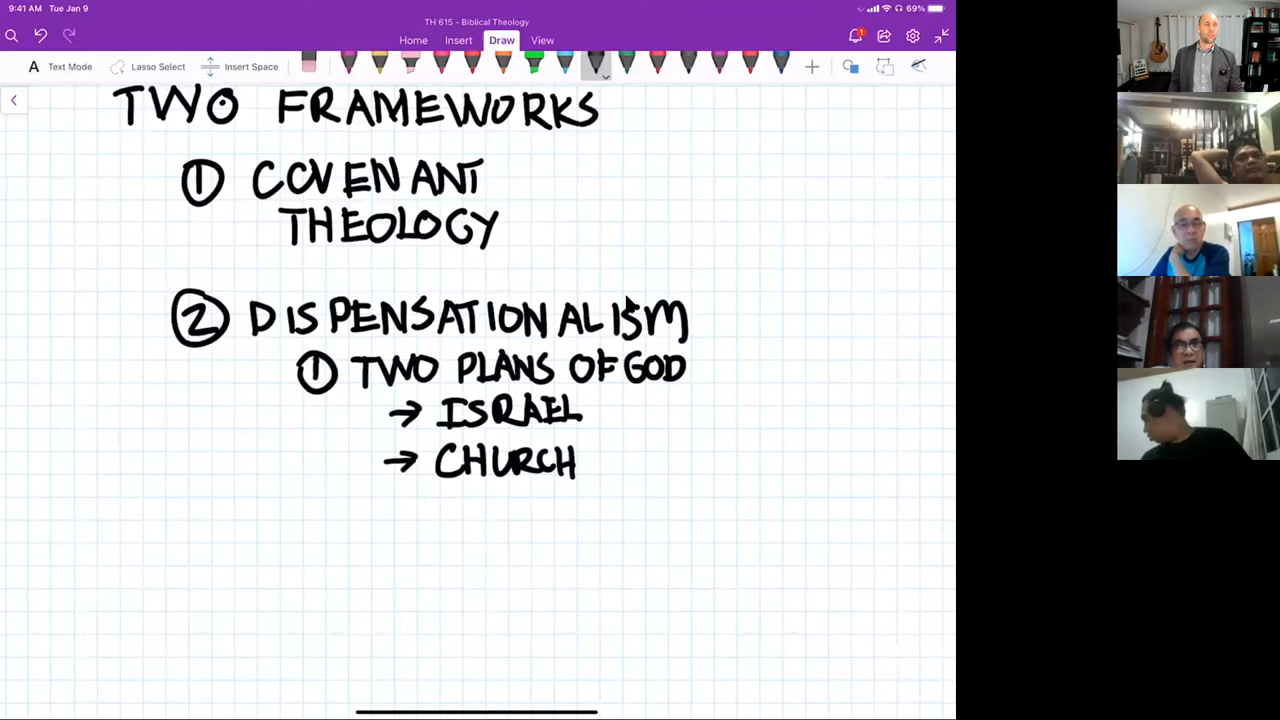 9:41 AM Tue Jan 9
69%
TH 615 - Biblical Theology
Home Insert Draw View
1
A Text Mode Lasso Select Insert Space
TWO FRAMEWORKS
① COVENANT
THEOLOGY
② DISPENSATIONALISM
① TWO PLANS OF GOD
→ ISRAEL
→ CHURCH